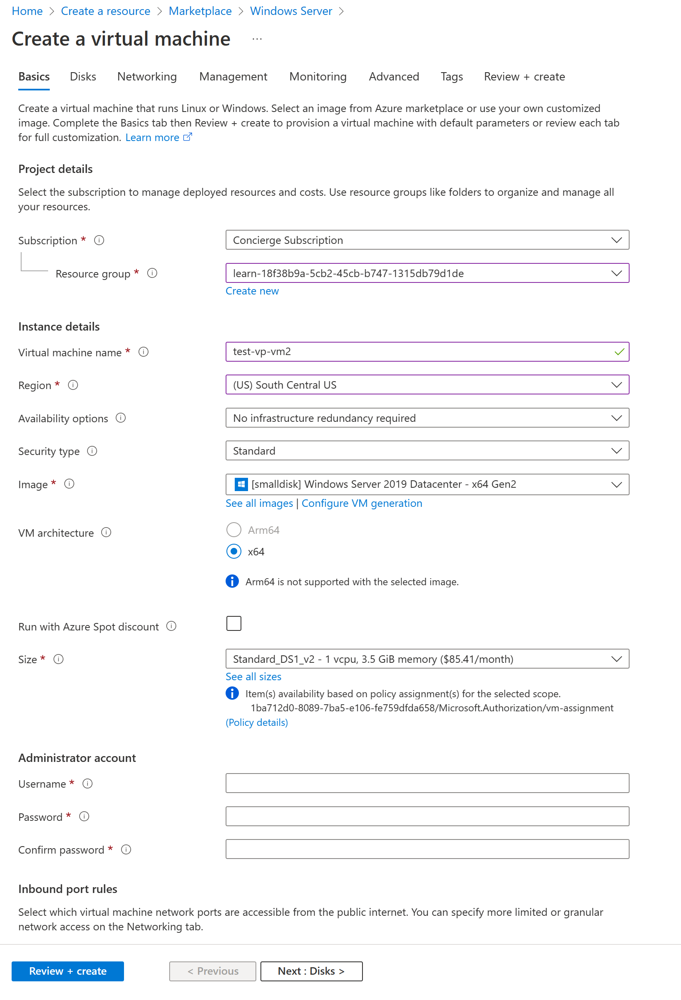 Home > Create a resource > Marketplace > Windows Server >
Create a virtual machine ...
Basics Disks Networking Management Monitoring Advanced Tags Review + create
Create a virtual machine that runs Linux or Windows. Select an image from Azure marketplace or use your own customized
image. Complete the Basics tab then Review + create to provision a virtual machine with default parameters or review each tab
for full customization. Learn more
Project details
Select the subscription to manage deployed resources and costs. Use resource groups like folders to organize and manage all
your resources.
Subscription * Concierge Subscription
Resource group * learn-18f38b9a-5cb2-45cb-b747-1315db79d1de
Create new
Instance details
Virtual machine name * test-vp-vm2
Region * (US) South Central US
Availability options No infrastructure redundancy required
Security type Standard
Image * [smalldisk] Windows Server 2019 Datacenter - x64 Gen2
See all images | Configure VM generation
VM architecture Arm64
x64
Arm64 is not supported with the selected image.
Run with Azure Spot discount
Size * Standard_DS1_v2 - 1 vcpu, 3.5 GiB memory ($85.41/month)
See all sizes
Item(s) availability based on policy assignment(s) for the selected scope.
1ba712d0-8089-7ba5-e106-fe759dfda658/Microsoft.Authorization/vm-assignment
(Policy details)
Administrator account
Username *
Password *
Confirm password *
Inbound port rules
Select which virtual machine network ports are accessible from the public internet. You can specify more limited or granular
network access on the Networking tab.
Review + create < Previous Next : Disks >